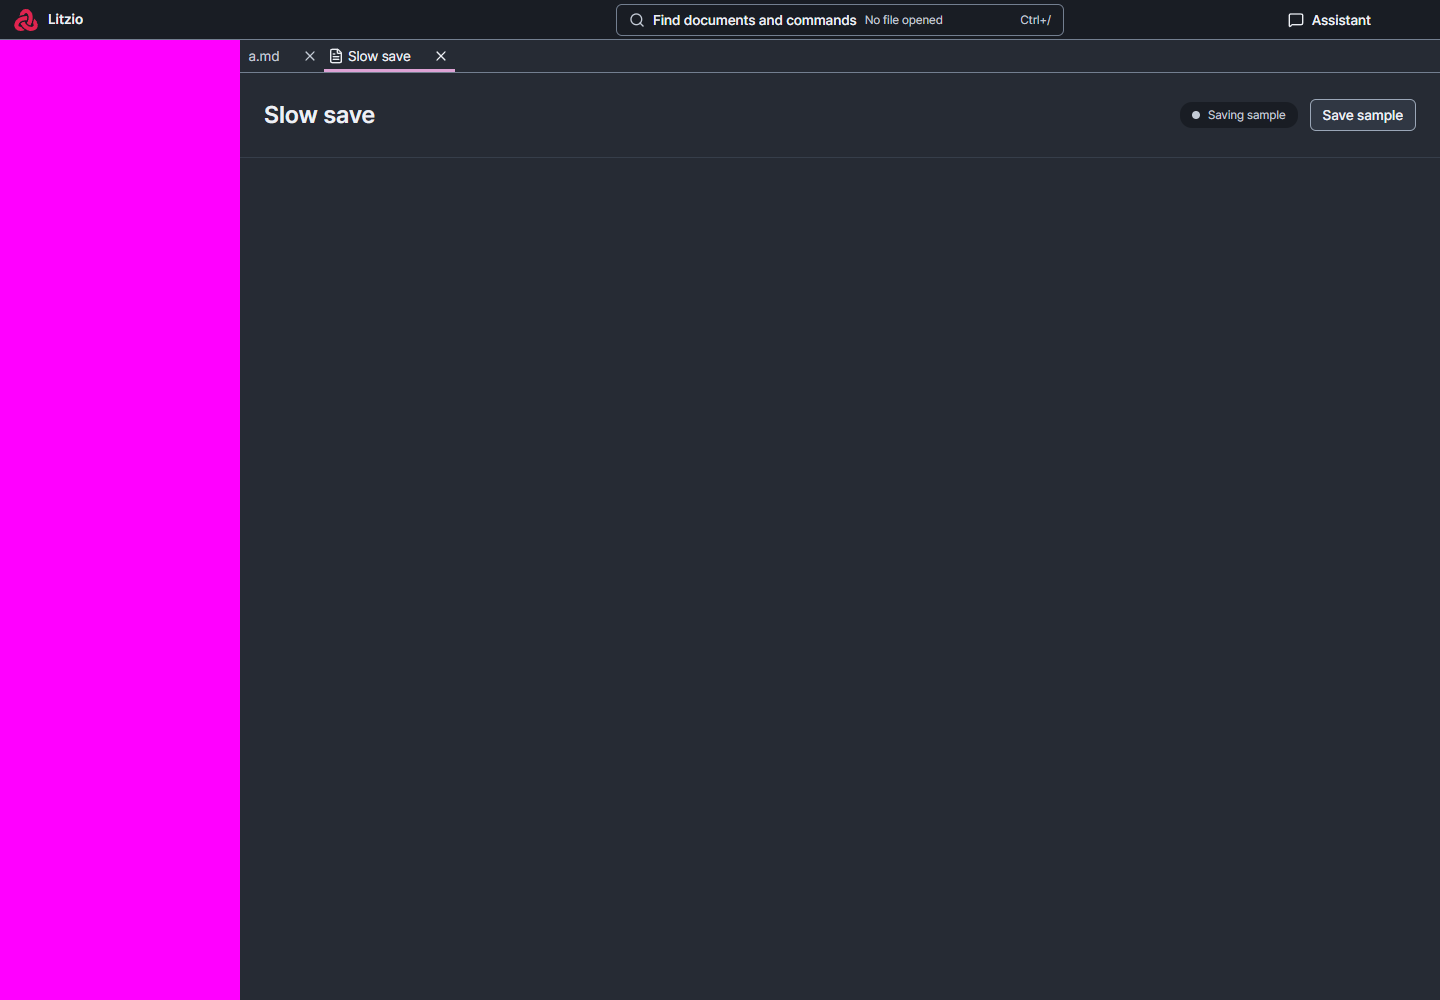 Litzio
Find documents and commands No file opened Ctrl+/
Assistant
a.md
Slow save
Slow save
Saving sample
Save sample